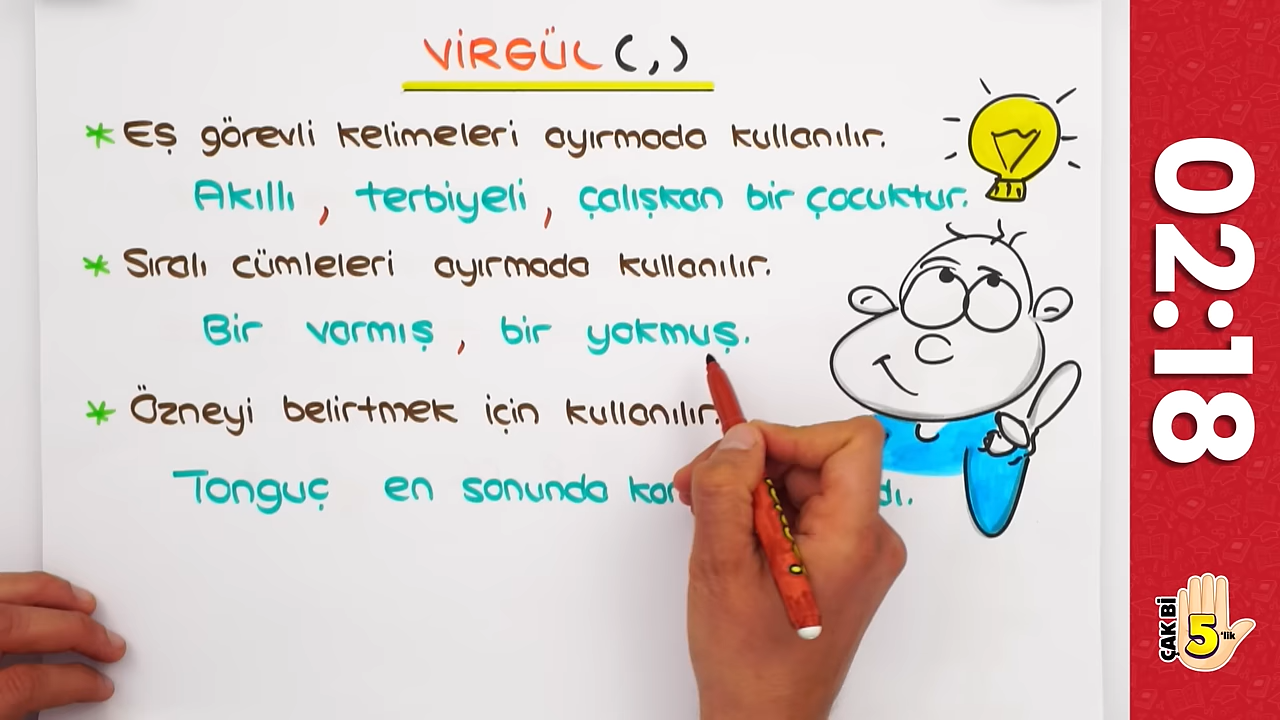 VİRGÜL (,)
* Eş görevli kelimeleri ayırmada kullanılır.
Akıllı , terbiyeli , çalışkan bir çocuktur.
* Sıralı cümleleri ayırmada kullanılır.
Bir varmış , bir yokmuş.
* Özneyi belirtmek için kullanılır.
Tonguç en sonunda
02:18
ÇAK Bİ
5'lik